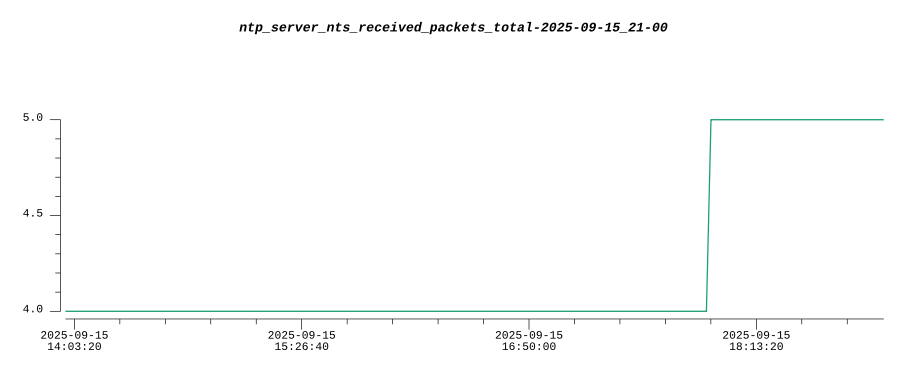 ntp_server_nts_received_packets_total-2025-09-15_21-00
5.0
4.5
4.0
2025-09-15 2025-09-15 2025-09-15 2025-09-15
14:03:20 15:26:40 16:50:00 18:13:20